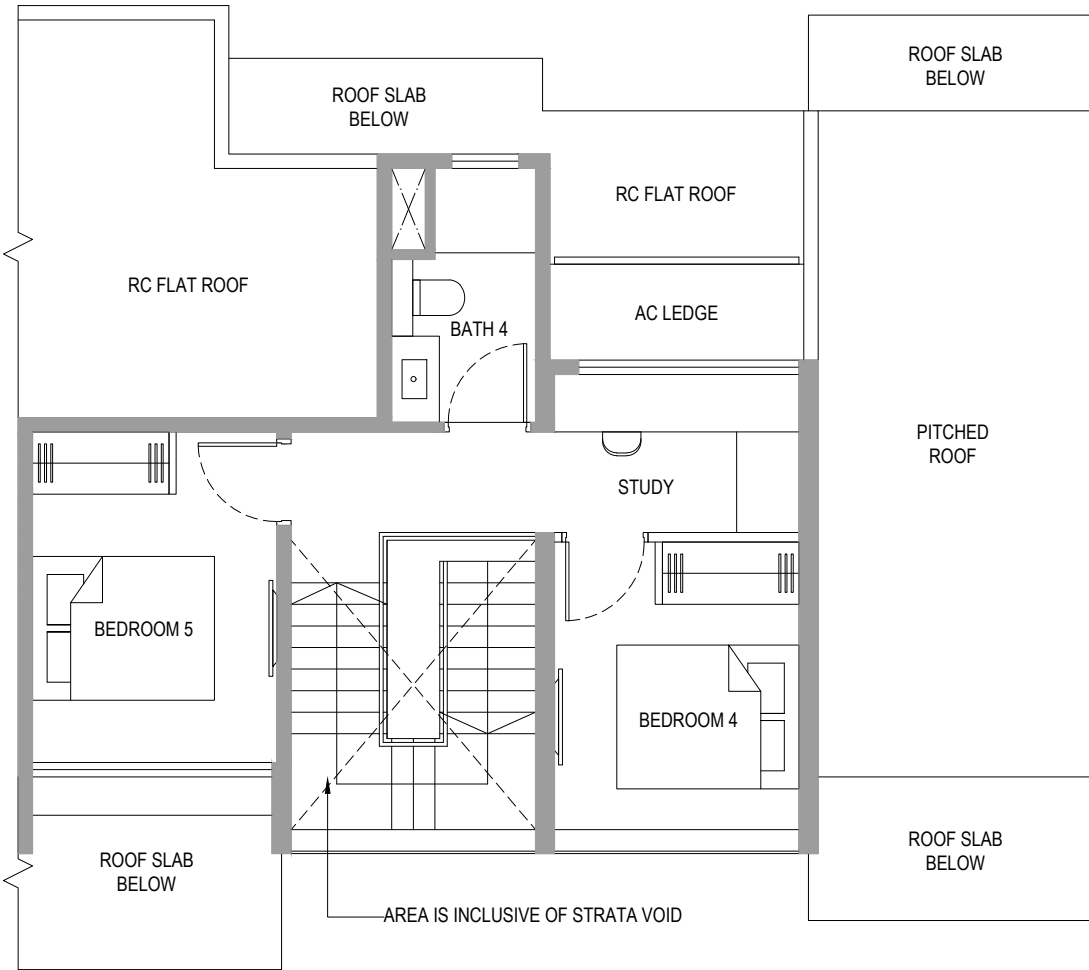 ROOF SLAB
BELOW
ROOF SLAB
BELOW
RC FLAT ROOF
RC FLAT ROOF
AC LEDGE
BATH 4
PITCHED
ROOF
STUDY
BEDROOM 5
BEDROOM 4
ROOF SLAB
BELOW
ROOF SLAB
BELOW
AREA IS INCLUSIVE OF STRATA VOID